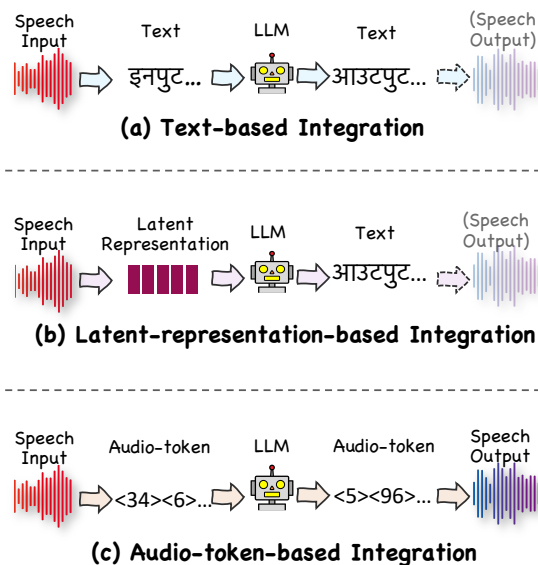 Speech Input
Text
LLM
Text
(Speech Output)
इनपुट...
आउटपुट...
(a) Text-based Integration
Speech Input
Latent Representation
LLM
Text
(Speech Output)
आउटपुट...
(b) Latent-representation-based Integration
Speech Input
Audio-token
LLM
Audio-token
Speech Output
<34><6>...
<5><96>...
(c) Audio-token-based Integration